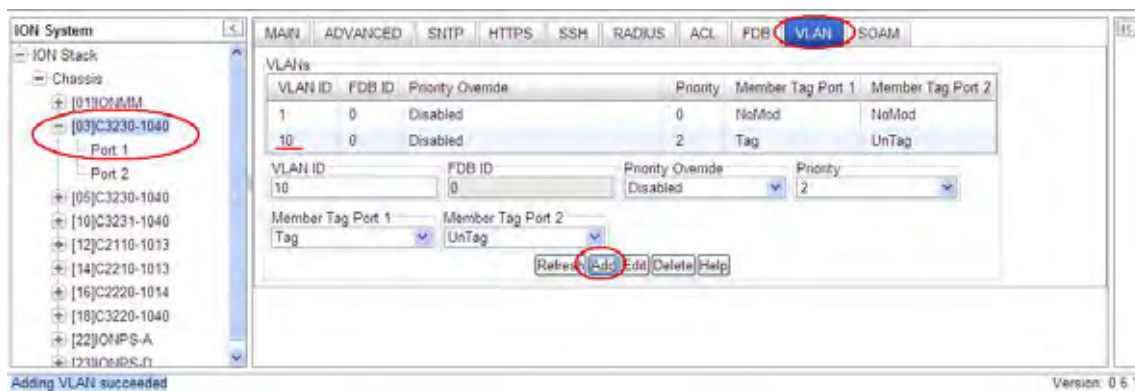 ION System
ION Stack
Chassis
[01]IONMM
[03]C3230-1040
Port 1
Port 2
[05]C3230-1040
[10]C3231-1040
[12]C2110-1013
[14]C2210-1013
[16]C2220-1014
[18]C3220-1040
[22]IONPS-A
[23]IONPS-D
MAIN ADVANCED SNTP HTTPS SSH RADIUS ACL FDB VLAN SOAM
VLANs
VLAN ID FDB ID Priority Override Priority Member Tag Port 1 Member Tag Port 2
1 0 Disabled 0 NoMod NoMod
10 0 Disabled 2 Tag UnTag
VLAN ID FDB ID Priority Override Priority
10 0 Disabled 2
Member Tag Port 1 Member Tag Port 2
Tag UnTag
Refresh Add Edit Delete Help
Adding VLAN succeeded
Version: 0.6.